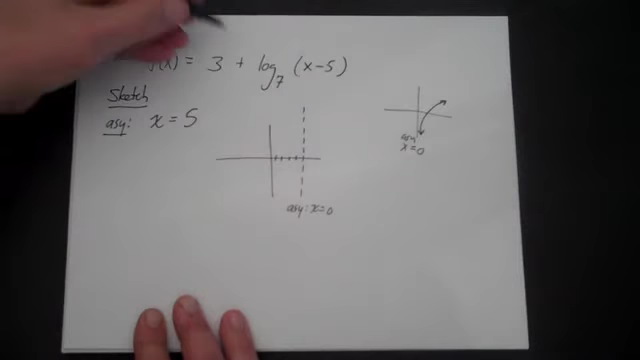 f(x) = 3 + log₇ (x-5)
Sketch
asy: x = 5
asy: x=0
asy
x=0